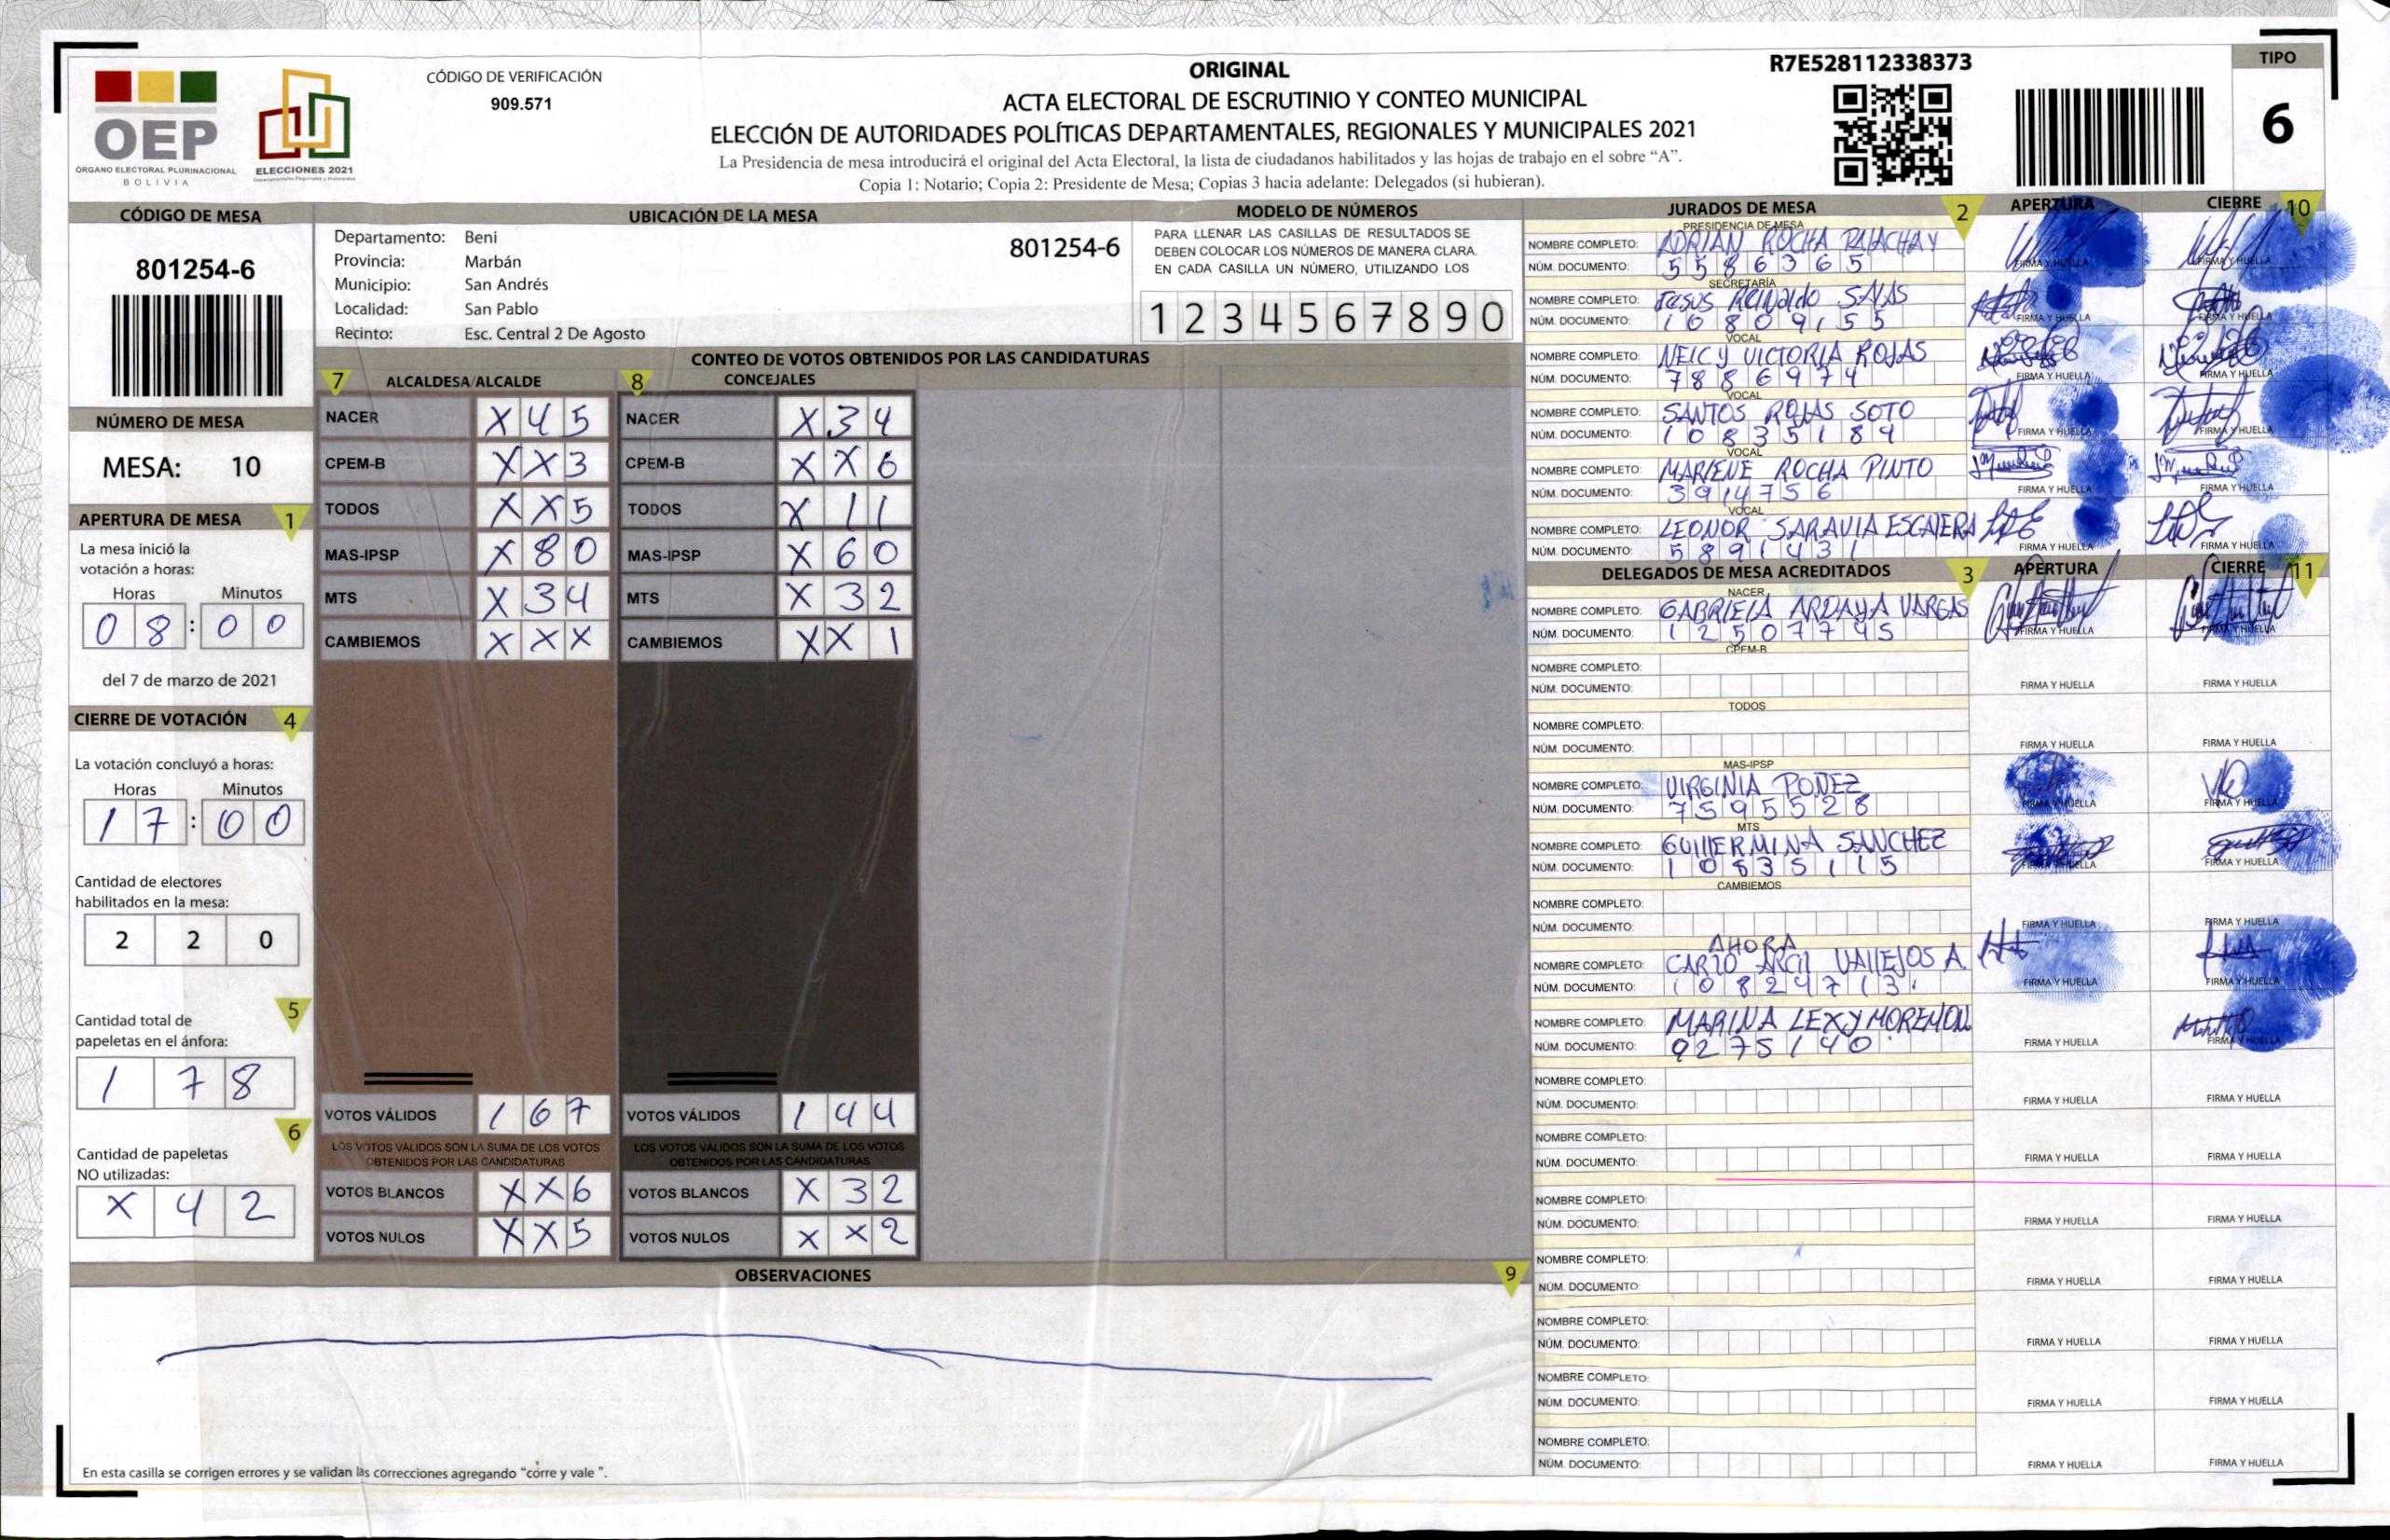 OEP
ÓRGANO ELECTORAL PLURINACIONAL
BOLIVIA
ELECCIONES 2021
CÓDIGO DE VERIFICACIÓN
909.571
ORIGINAL
ACTA ELECTORAL DE ESCRUTINIO Y CONTEO MUNICIPAL
ELECCIÓN DE AUTORIDADES POLÍTICAS DEPARTAMENTALES, REGIONALES Y MUNICIPALES 2021
La Presidencia de mesa introducirá el original del Acta Electoral, la lista de ciudadanos habilitados y las hojas de trabajo en el sobre “A”.
Copia 1: Notario; Copia 2: Presidente de Mesa; Copias 3 hacia adelante: Delegados (si hubieran).
R7E528112338373
TIPO
6
CÓDIGO DE MESA
801254-6
NÚMERO DE MESA
MESA: 10
APERTURA DE MESA 1
La mesa inició la
votación a horas:
Horas Minutos
08:00
del 7 de marzo de 2021
CIERRE DE VOTACIÓN 4
La votación concluyó a horas:
Horas Minutos
17:00
Cantidad de electores
habilitados en la mesa:
2 2 0
5
Cantidad total de
papeletas en el ánfora:
1 7 8
6
Cantidad de papeletas
NO utilizadas:
X 4 2
UBICACIÓN DE LA MESA
Departamento: Beni
801254-6
Provincia: Marbán
Municipio: San Andrés
Localidad: San Pablo
Recinto: Esc. Central 2 De Agosto
MODELO DE NÚMEROS
PARA LLENAR LAS CASILLAS DE RESULTADOS SE
DEBEN COLOCAR LOS NÚMEROS DE MANERA CLARA.
EN CADA CASILLA UN NÚMERO, UTILIZANDO LOS
1 2 3 4 5 6 7 8 9 0
CONTEO DE VOTOS OBTENIDOS POR LAS CANDIDATURAS
7 ALCALDESA/ALCALDE 8 CONCEJALES
NACER X 4 5 NACER X 3 4
CPEM-B X X 3 CPEM-B X X 6
TODOS X X 5 TODOS X 1 1
MAS-IPSP X 8 0 MAS-IPSP X 6 0
MTS X 3 4 MTS X 3 2
CAMBIEMOS X X X CAMBIEMOS X X 1
VOTOS VÁLIDOS 1 6 7 VOTOS VÁLIDOS 1 4 4
LOS VOTOS VÁLIDOS SON LA SUMA DE LOS VOTOS LOS VOTOS VÁLIDOS SON LA SUMA DE LOS VOTOS
OBTENIDOS POR LAS CANDIDATURAS OBTENIDOS POR LAS CANDIDATURAS
VOTOS BLANCOS X X 6 VOTOS BLANCOS X 3 2
VOTOS NULOS X X 5 VOTOS NULOS X X 2
OBSERVACIONES 9
En esta casilla se corrigen errores y se validan las correcciones agregando “corre y vale ”.
JURADOS DE MESA 2 APERTURA CIERRE 10
PRESIDENCIA DE MESA
NOMBRE COMPLETO: ADRIAN ROCHA
NÚM. DOCUMENTO: 5586365 FIRMA Y HUELLA FIRMA Y HUELLA
SECRETARÍA
NOMBRE COMPLETO: SALAS
NÚM. DOCUMENTO: 10809155 FIRMA Y HUELLA FIRMA Y HUELLA
VOCAL
NOMBRE COMPLETO: NEICY VICTORIA ROJAS
NÚM. DOCUMENTO: 7886974 FIRMA Y HUELLA FIRMA Y HUELLA
VOCAL
NOMBRE COMPLETO: SANTOS ROJAS SOTO
NÚM. DOCUMENTO: 10835184 FIRMA Y HUELLA FIRMA Y HUELLA
VOCAL
NOMBRE COMPLETO: MARLENE ROCHA PINTO
NÚM. DOCUMENTO: 3914756 FIRMA Y HUELLA FIRMA Y HUELLA
VOCAL
NOMBRE COMPLETO: LEONOR SARAVIA ESCALERA
NÚM. DOCUMENTO: 5891431 FIRMA Y HUELLA FIRMA Y HUELLA
DELEGADOS DE MESA ACREDITADOS 3 APERTURA CIERRE 11
NACER
NOMBRE COMPLETO: GABRIELA ARDAYA VARGAS
NÚM. DOCUMENTO: 12507745 FIRMA Y HUELLA FIRMA Y HUELLA
CPEM-B
NOMBRE COMPLETO:
NÚM. DOCUMENTO: FIRMA Y HUELLA FIRMA Y HUELLA
TODOS
NOMBRE COMPLETO:
NÚM. DOCUMENTO: FIRMA Y HUELLA FIRMA Y HUELLA
MAS-IPSP
NOMBRE COMPLETO: VIRGINIA POÑEZ
NÚM. DOCUMENTO: 7595528 FIRMA Y HUELLA FIRMA Y HUELLA
MTS
NOMBRE COMPLETO: GUILLERMINA SANCHEZ
NÚM. DOCUMENTO: 10835115 FIRMA Y HUELLA FIRMA Y HUELLA
CAMBIEMOS
NOMBRE COMPLETO:
NÚM. DOCUMENTO: FIRMA Y HUELLA FIRMA Y HUELLA
AHORA
NOMBRE COMPLETO: VALLEJOS A.
NÚM. DOCUMENTO: 10824713 FIRMA Y HUELLA FIRMA Y HUELLA
NOMBRE COMPLETO: MARINA LEXY
NÚM. DOCUMENTO: 9275140 FIRMA Y HUELLA FIRMA Y HUELLA
NOMBRE COMPLETO:
NÚM. DOCUMENTO: FIRMA Y HUELLA FIRMA Y HUELLA
NOMBRE COMPLETO:
NÚM. DOCUMENTO: FIRMA Y HUELLA FIRMA Y HUELLA
NOMBRE COMPLETO:
NÚM. DOCUMENTO: FIRMA Y HUELLA FIRMA Y HUELLA
NOMBRE COMPLETO:
NÚM. DOCUMENTO: FIRMA Y HUELLA FIRMA Y HUELLA
NOMBRE COMPLETO:
NÚM. DOCUMENTO: FIRMA Y HUELLA FIRMA Y HUELLA
NOMBRE COMPLETO:
NÚM. DOCUMENTO: FIRMA Y HUELLA FIRMA Y HUELLA
NOMBRE COMPLETO:
NÚM. DOCUMENTO: FIRMA Y HUELLA FIRMA Y HUELLA